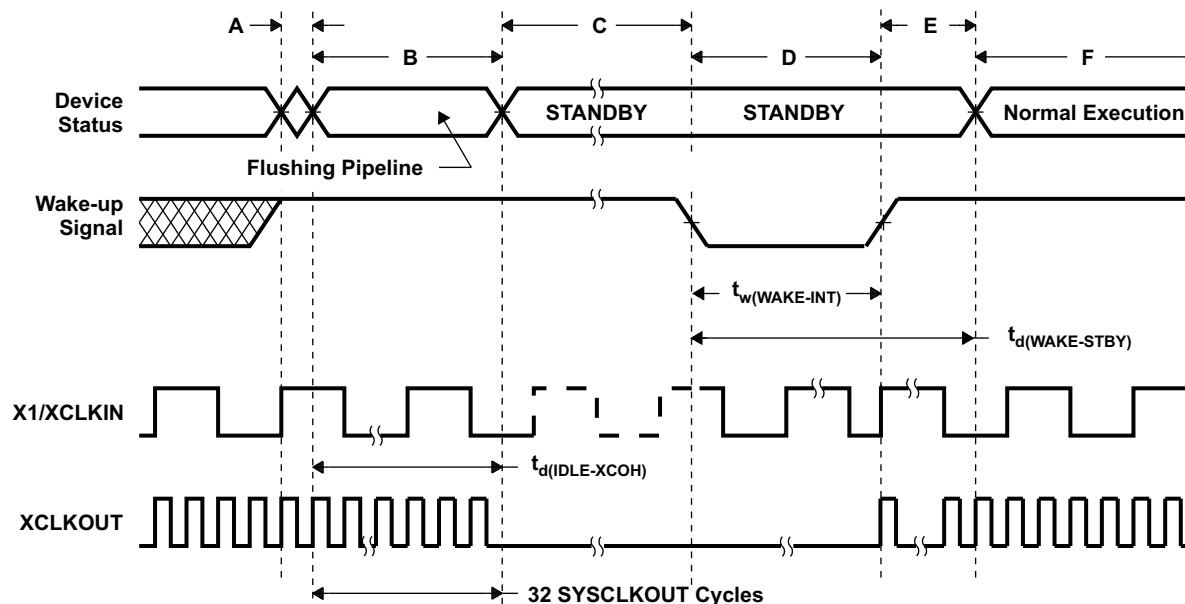 A
B
C
D
E
F
Device
Status
STANDBY
STANDBY
Normal Execution
Flushing Pipeline
Wake-up
Signal
tw(WAKE-INT)
td(WAKE-STBY)
X1/XCLKIN
td(IDLE-XCOH)
XCLKOUT
32 SYSCLKOUT Cycles